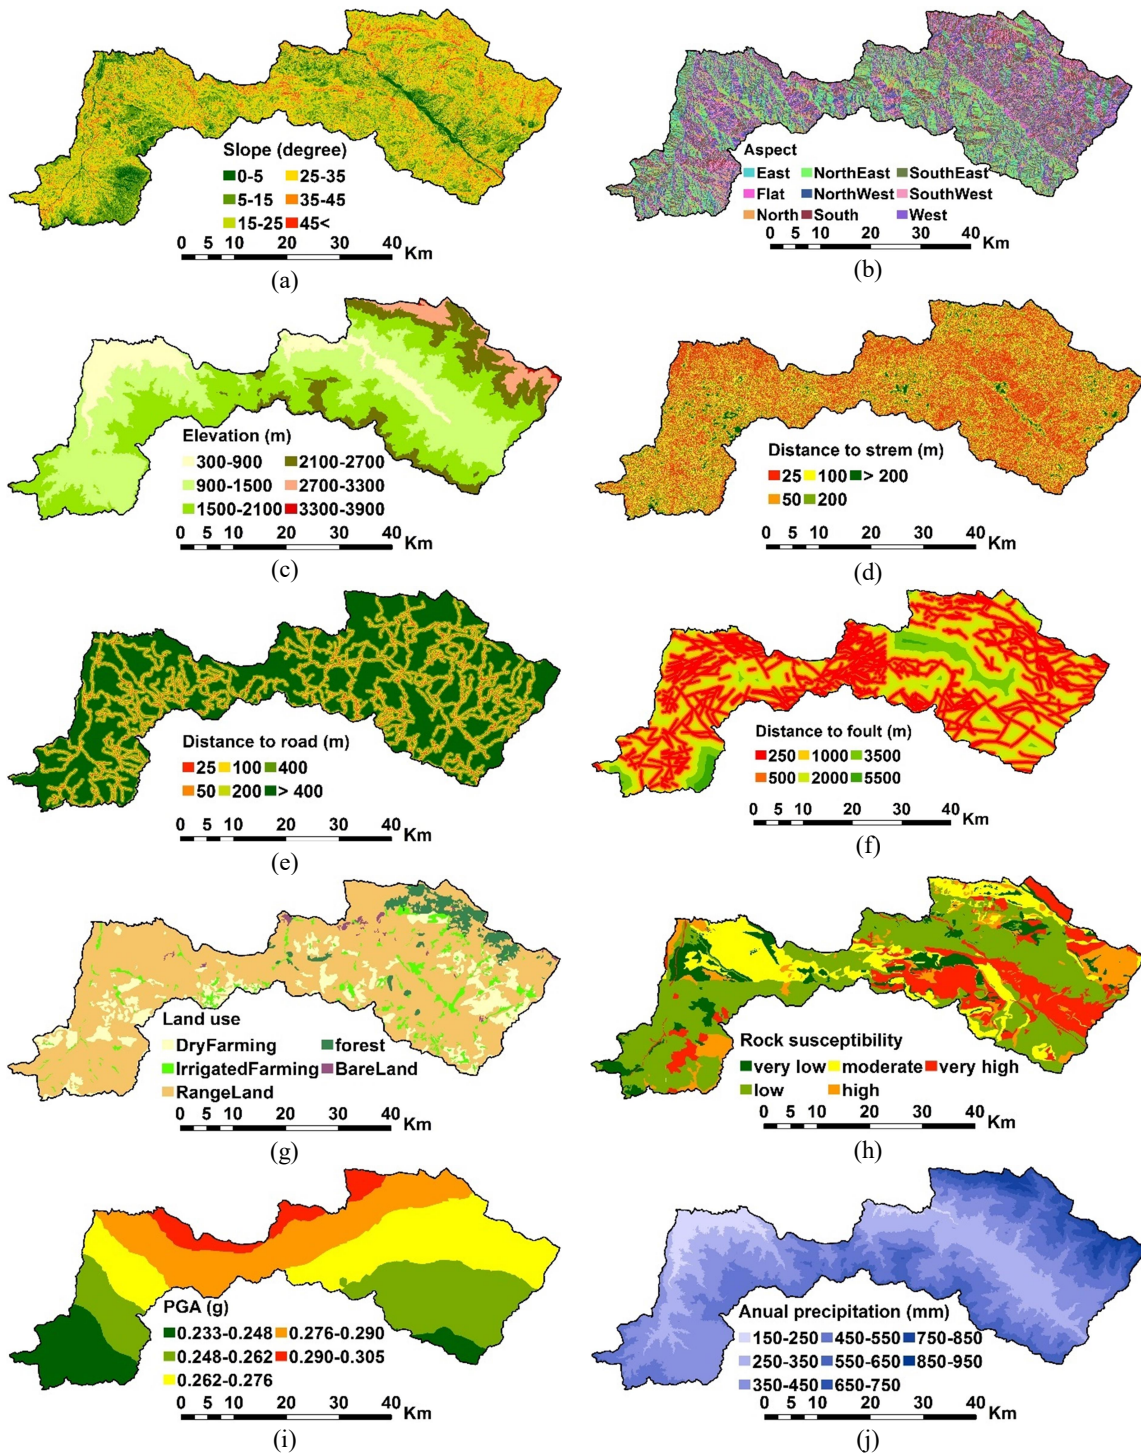 Slope (degree)
0-5 25-35
5-15 35-45
15-25 45<
0 5 10 20 30 40
Km
(a)
Aspect
East NorthEast SouthEast
Flat NorthWest SouthWest
North South West
0 5 10 20 30 40
Km
(b)
Elevation (m)
300-900 2100-2700
900-1500 2700-3300
1500-2100 3300-3900
0 5 10 20 30 40
Km
(c)
Distance to strem (m)
25 100 > 200
50 200
0 5 10 20 30 40
Km
(d)
Distance to road (m)
25 100 400
50 200 > 400
0 5 10 20 30 40
Km
(e)
Distance to foult (m)
250 1000 3500
500 2000 5500
0 5 10 20 30 40
Km
(f)
Land use
DryFarming forest
IrrigatedFarming BareLand
RangeLand
0 5 10 20 30 40
Km
(g)
Rock susceptibility
very low moderate very high
low high
0 5 10 20 30 40
Km
(h)
PGA (g)
0.233-0.248 0.276-0.290
0.248-0.262 0.290-0.305
0.262-0.276
0 5 10 20 30 40
Km
(i)
Anual precipitation (mm)
150-250 450-550 750-850
250-350 550-650 850-950
350-450 650-750
0 5 10 20 30 40
Km
(j)